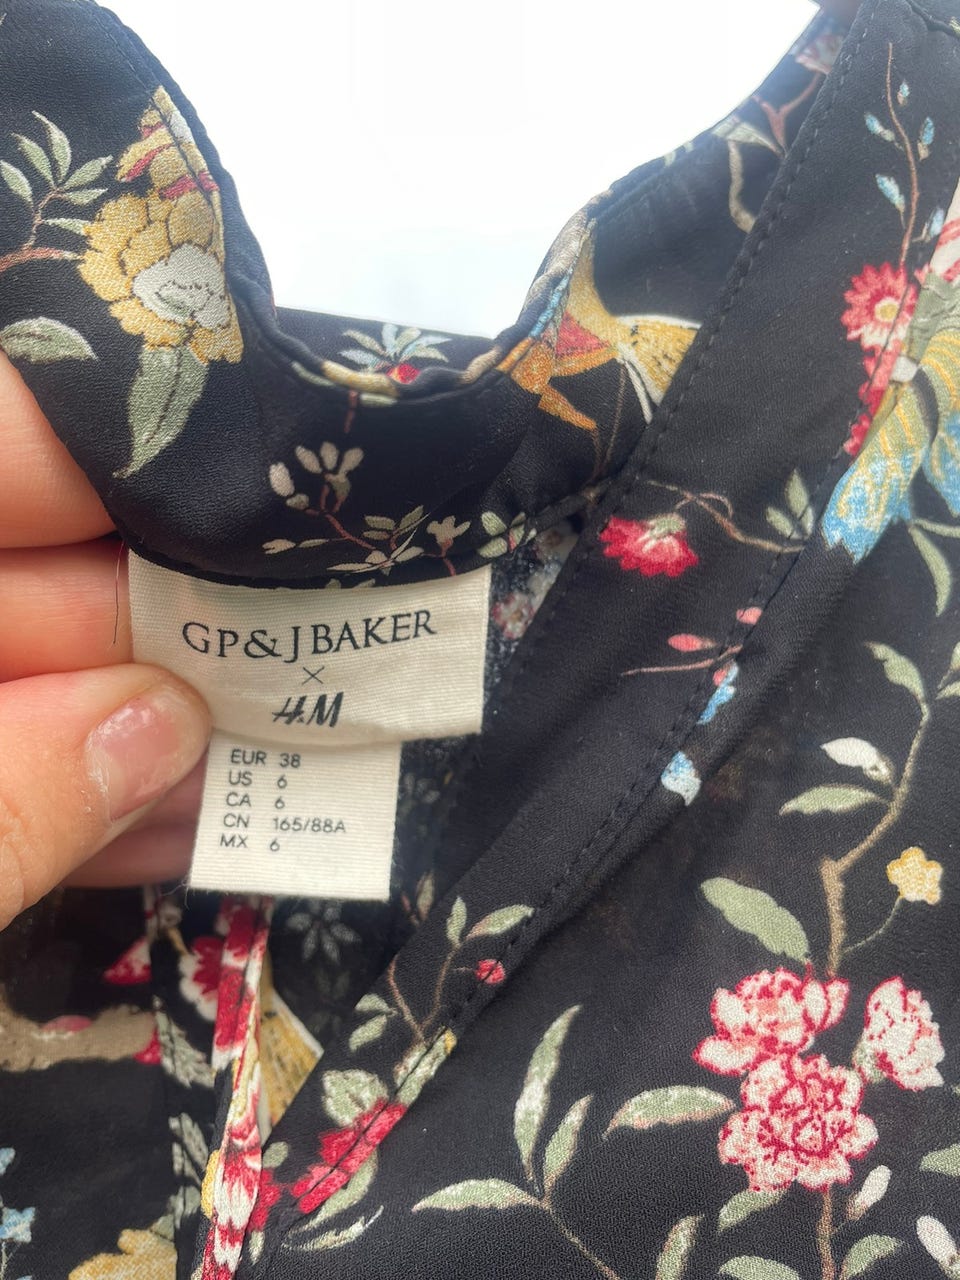 GP&J BAKER
×
H&M
EUR 38
US 6
CA 6
CN 165/88A
MX 6